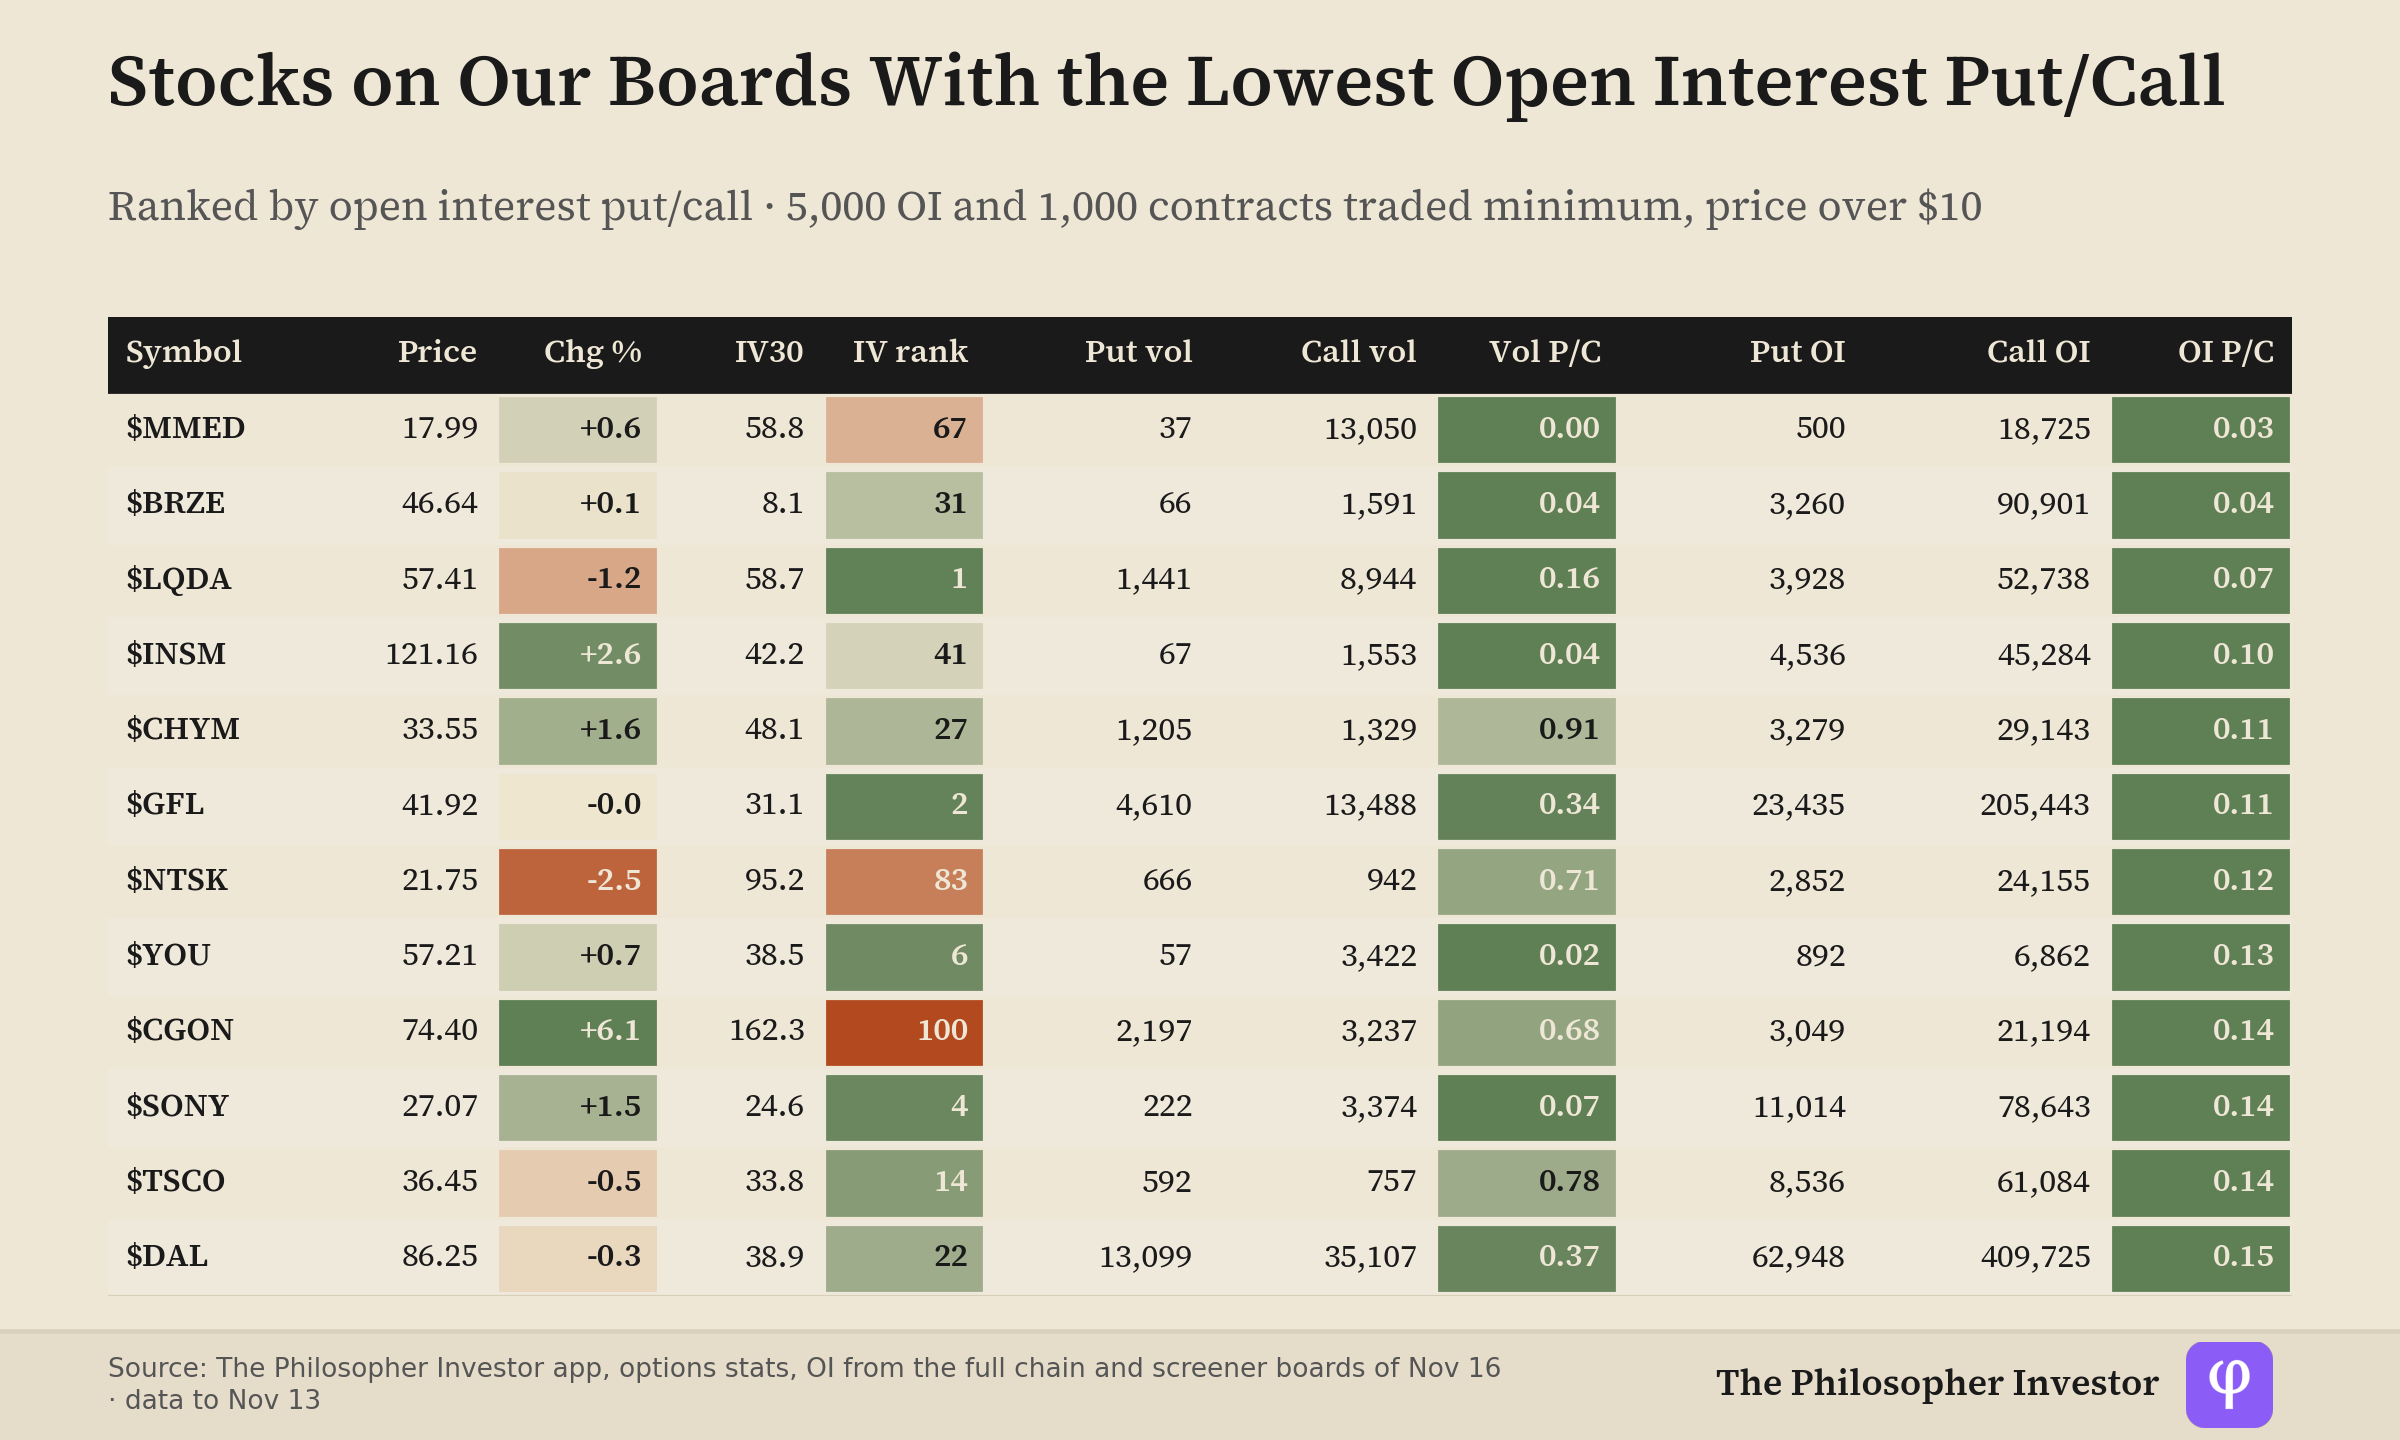 Stocks on Our Boards With the Lowest Open Interest Put/Call
Ranked by open interest put/call · 5,000 OI and 1,000 contracts traded minimum, price over $10
Symbol Price Chg % IV30 IV rank Put vol Call vol Vol P/C Put OI Call OI OI P/C
$MMED 17.99 +0.6 58.8 67 37 13,050 0.00 500 18,725 0.03
$BRZE 46.64 +0.1 8.1 31 66 1,591 0.04 3,260 90,901 0.04
$LQDA 57.41 -1.2 58.7 1 1,441 8,944 0.16 3,928 52,738 0.07
$INSM 121.16 +2.6 42.2 41 67 1,553 0.04 4,536 45,284 0.10
$CHYM 33.55 +1.6 48.1 27 1,205 1,329 0.91 3,279 29,143 0.11
$GFL 41.92 -0.0 31.1 2 4,610 13,488 0.34 23,435 205,443 0.11
$NTSK 21.75 -2.5 95.2 83 666 942 0.71 2,852 24,155 0.12
$YOU 57.21 +0.7 38.5 6 57 3,422 0.02 892 6,862 0.13
$CGON 74.40 +6.1 162.3 100 2,197 3,237 0.68 3,049 21,194 0.14
$SONY 27.07 +1.5 24.6 4 222 3,374 0.07 11,014 78,643 0.14
$TSCO 36.45 -0.5 33.8 14 592 757 0.78 8,536 61,084 0.14
$DAL 86.25 -0.3 38.9 22 13,099 35,107 0.37 62,948 409,725 0.15
Source: The Philosopher Investor app, options stats, OI from the full chain and screener boards of Nov 16
· data to Nov 13
The Philosopher Investor φ